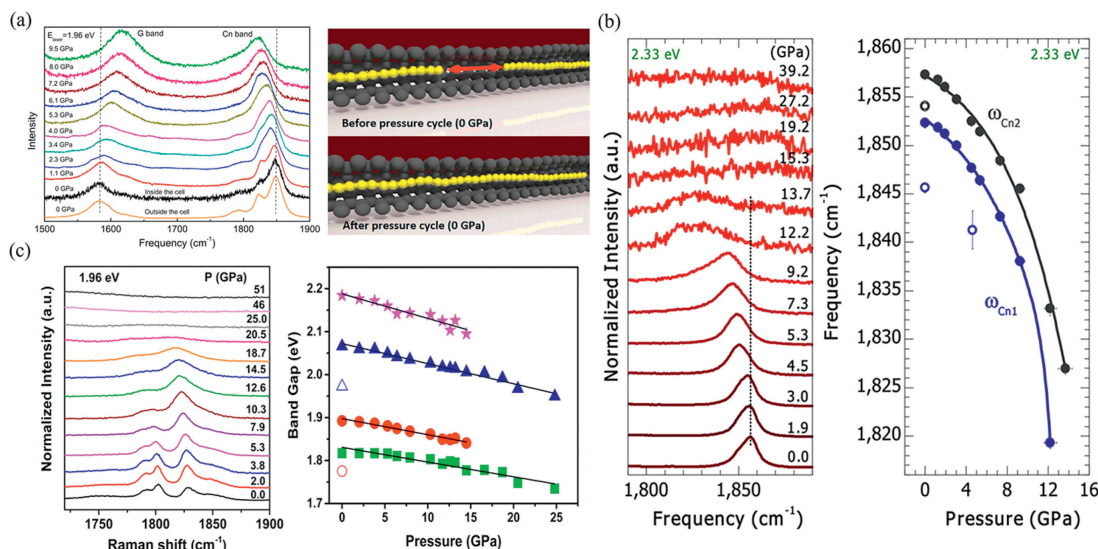 (a)
E_laser=1.96 eV
G band
Cn band
9.5 GPa
8.0 GPa
7.2 GPa
6.1 GPa
5.3 GPa
4.0 GPa
3.4 GPa
2.3 GPa
1.1 GPa
0 GPa
Inside the cell
0 GPa
Outside the cell
Intensity
1500
1600
1700
1800
1900
Frequency (cm⁻¹)
Before pressure cycle (0 GPa)
After pressure cycle (0 GPa)
(b)
2.33 eV
(GPa)
39.2
27.2
19.2
15.3
13.7
12.2
9.2
7.3
5.3
4.5
3.0
1.9
0.0
Normalized Intensity (a.u.)
1,800
1,850
Frequency (cm⁻¹)
2.33 eV
1,860
1,855
1,850
1,845
1,840
1,835
1,830
1,825
1,820
Frequency (cm⁻¹)
ω_Cn2
ω_Cn1
0
4
8
12
16
Pressure (GPa)
(c)
1.96 eV
P (GPa)
51
46
25.0
20.5
18.7
14.5
12.6
10.3
7.9
5.3
3.8
2.0
0.0
Normalized Intensity (a.u.)
1750
1800
1850
1900
Raman shift (cm⁻¹)
Band Gap (eV)
2.2
2.1
2.0
1.9
1.8
1.7
0
5
10
15
20
25
Pressure (GPa)